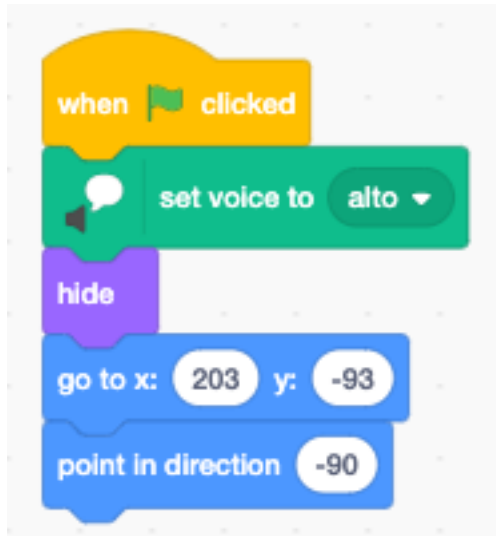 when clicked
set voice to alto
hide
go to x: 203 y: -93
point in direction -90